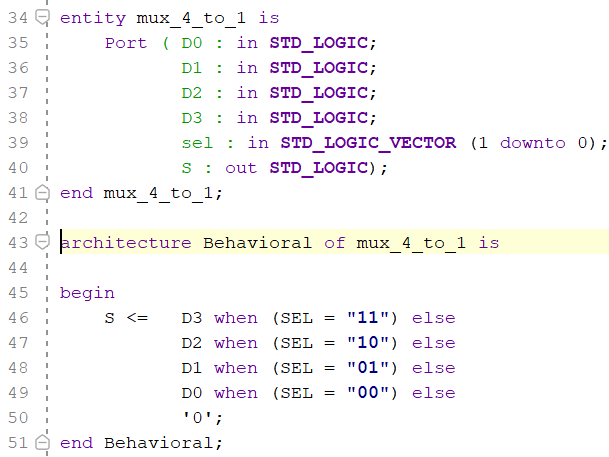 34 entity mux_4_to_1 is
35     Port ( D0 : in STD_LOGIC;
36            D1 : in STD_LOGIC;
37            D2 : in STD_LOGIC;
38            D3 : in STD_LOGIC;
39            sel : in STD_LOGIC_VECTOR (1 downto 0);
40            S : out STD_LOGIC);
41 end mux_4_to_1;
42
43 architecture Behavioral of mux_4_to_1 is
44
45 begin
46     S <=   D3 when (SEL = "11") else
47            D2 when (SEL = "10") else
48            D1 when (SEL = "01") else
49            D0 when (SEL = "00") else
50            '0';
51 end Behavioral;